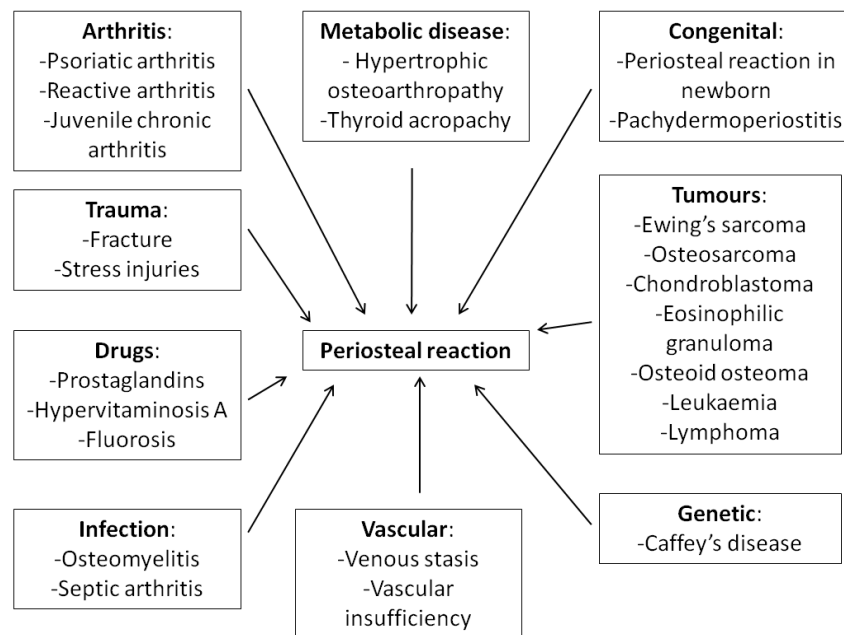 Arthritis:
-Psoriatic arthritis
-Reactive arthritis
-Juvenile chronic
arthritis
Metabolic disease:
- Hypertrophic
osteoarthropathy
-Thyroid acropachy
Congenital:
-Periosteal reaction in
newborn
-Pachydermoperiostitis
Trauma:
-Fracture
-Stress injuries
Tumours:
-Ewing’s sarcoma
-Osteosarcoma
-Chondroblastoma
-Eosinophilic
granuloma
-Osteoid osteoma
-Leukaemia
-Lymphoma
Periosteal reaction
Drugs:
-Prostaglandins
-Hypervitaminosis A
-Fluorosis
Infection:
-Osteomyelitis
-Septic arthritis
Vascular:
-Venous stasis
-Vascular
insufficiency
Genetic:
-Caffey’s disease